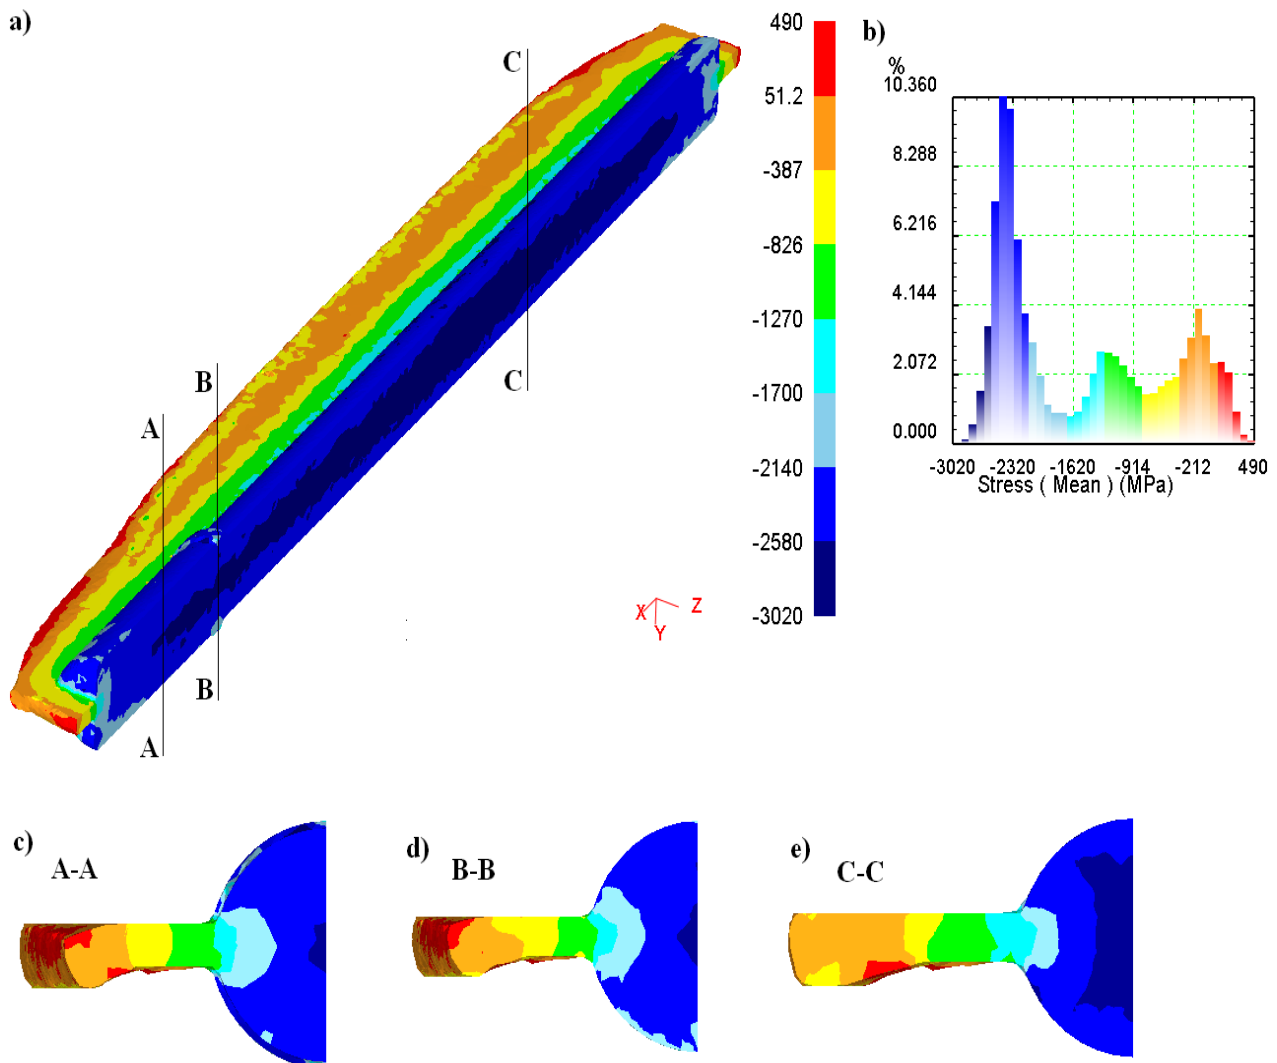 a)
C
C
B
B
A
A
X
Z
Y
490
51.2
-387
-826
-1270
-1700
-2140
-2580
-3020
b)
%
10.360
8.288
6.216
4.144
2.072
0.000
-3020 -2320 -1620 -914 -212 490
Stress ( Mean ) (MPa)
c)
A-A
d)
B-B
e)
C-C